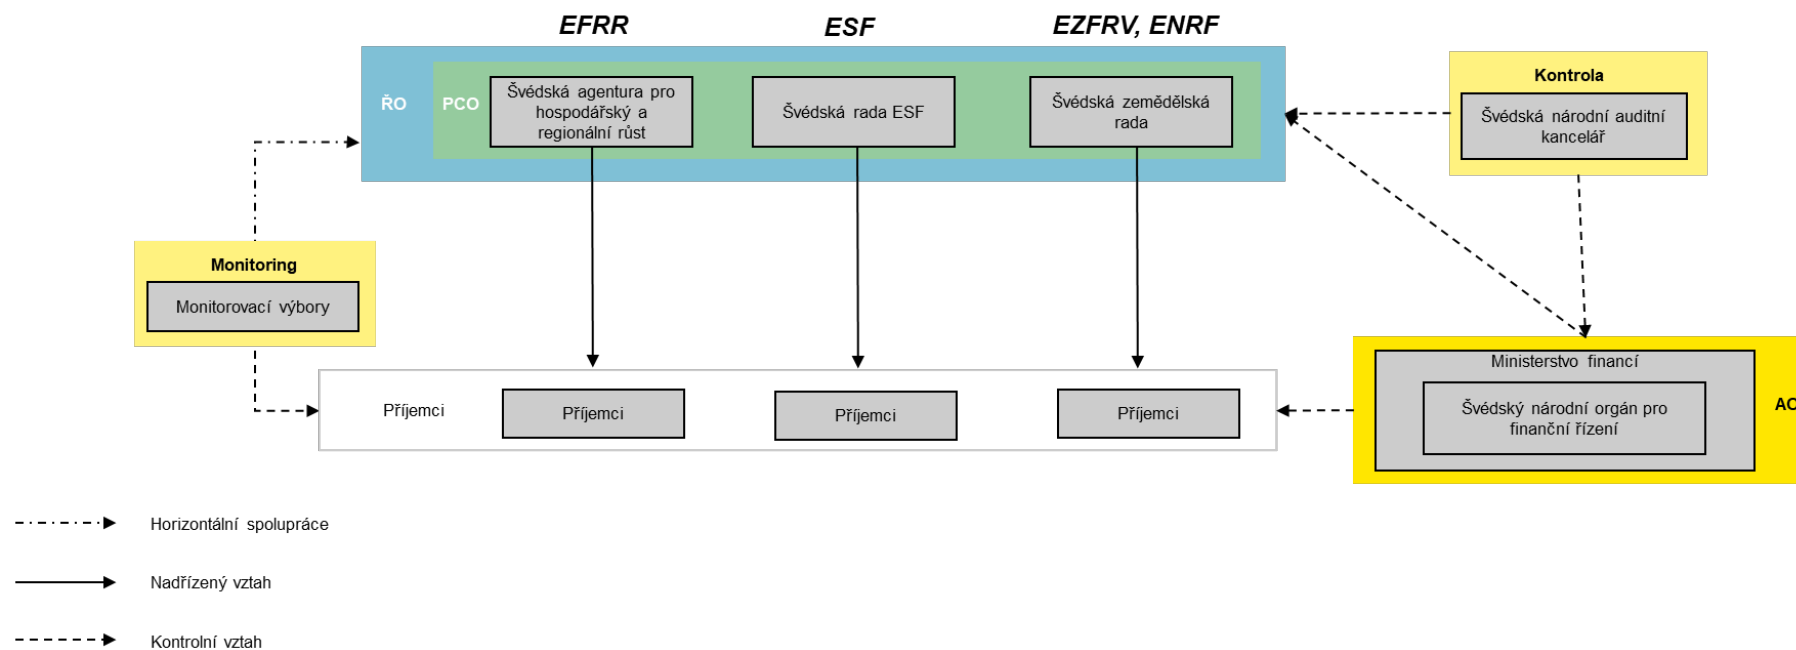 EFRR
ESF
EZFRV, ENRF
ŘO
PCO
Švédská agentura pro
hospodářský a
regionální růst
Švédská rada ESF
Švédská zemědělská
rada
Kontrola
Švédská národní auditní
kancelář
Monitoring
Monitorovací výbory
Příjemci
Příjemci
Příjemci
Příjemci
Ministerstvo financí
Švédský národní orgán pro
finanční řízení
AO
Horizontální spolupráce
Nadřízený vztah
Kontrolní vztah